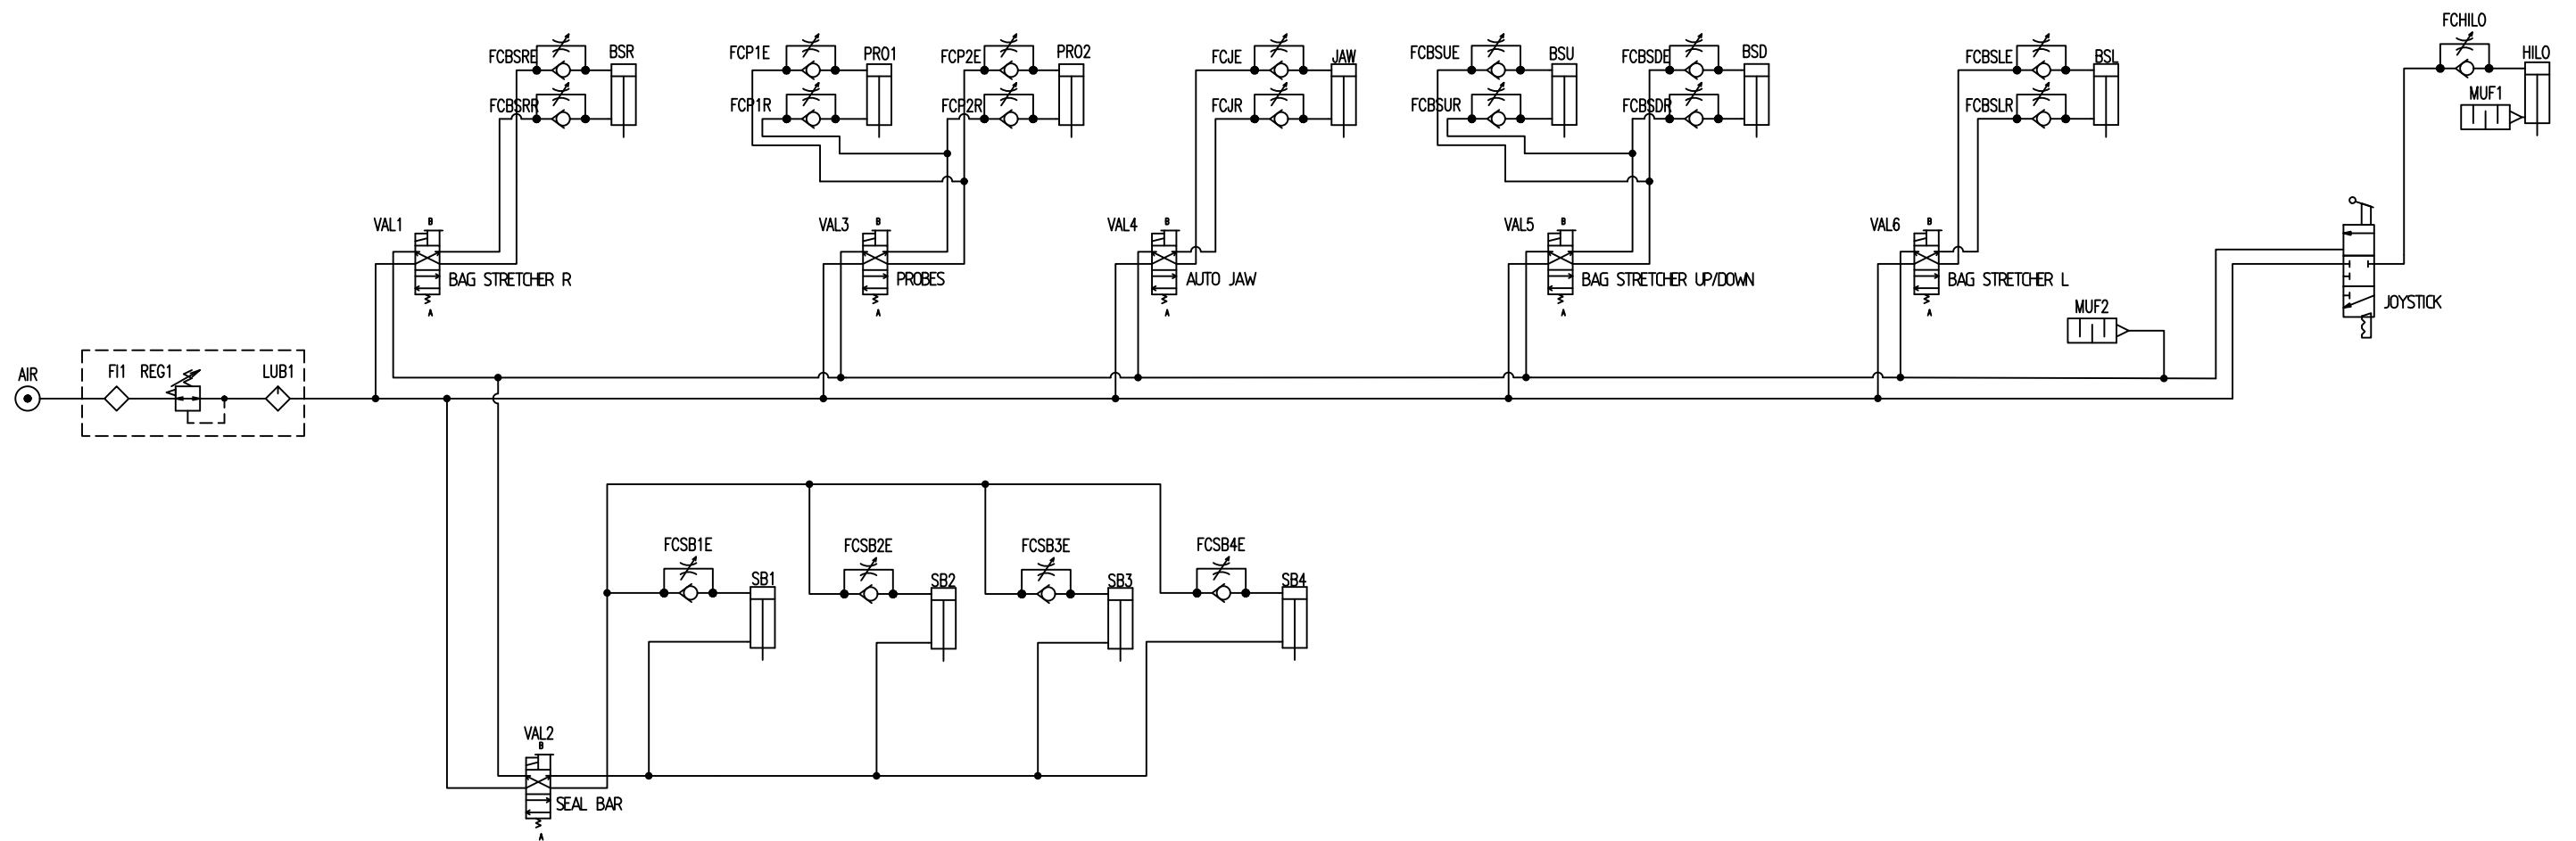 FCHILO
FCBSRE
BSR
FCP1E
PRO1
FCP2E
PRO2
FCJE
JAW
FCBSUE
BSU
FCBSDE
BSD
FCBSLE
BSL
HILO
FCBSRR
FCP1R
FCP2R
FCJR
FCBSUR
FCBSDR
FCBSLR
MUF1
VAL1
B
VAL3
B
VAL4
B
VAL5
B
VAL6
B
BAG STRETCHER R
PROBES
AUTO JAW
BAG STRETCHER UP/DOWN
BAG STRETCHER L
JOYSTICK
A
A
A
A
A
MUF2
AIR
FI1
REG1
LUB1
FCSB1E
FCSB2E
FCSB3E
FCSB4E
SB1
SB2
SB3
SB4
VAL2
B
SEAL BAR
A